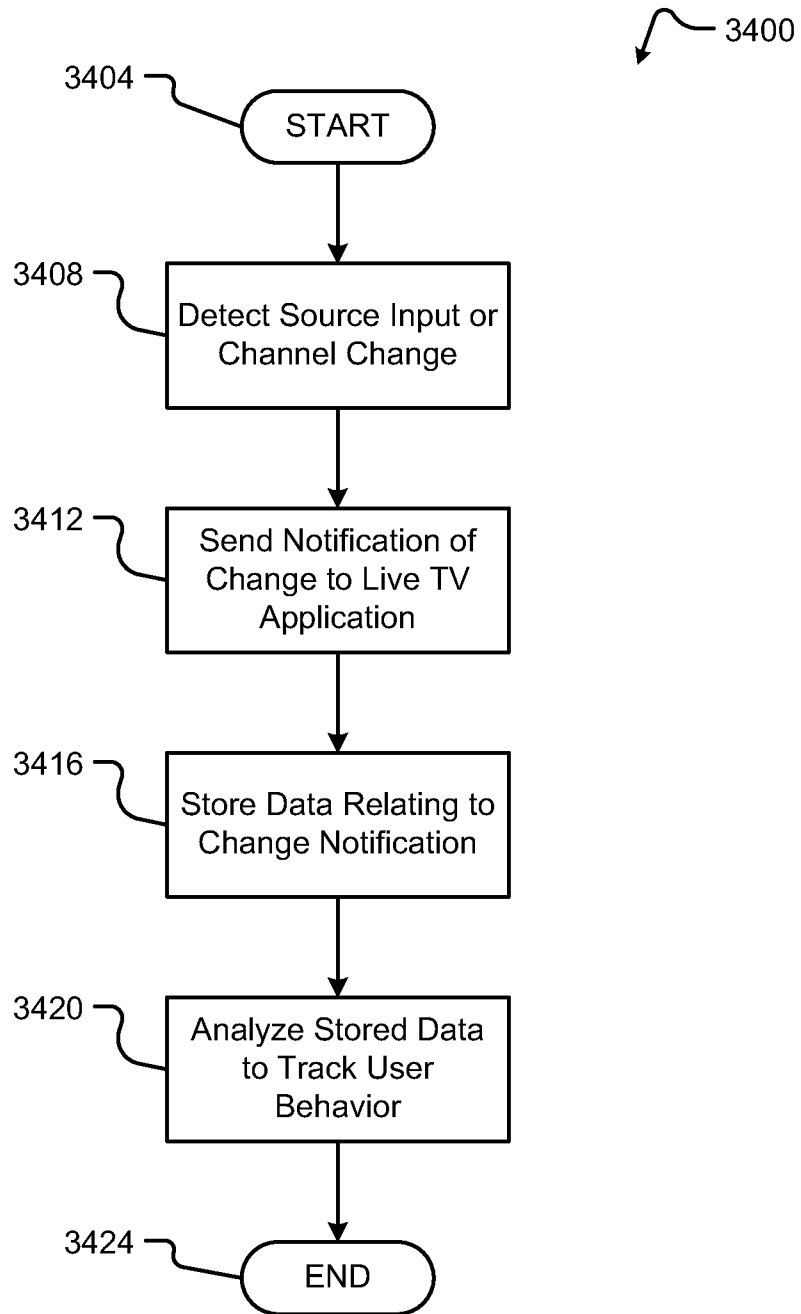 3400
3404
START
3408
Detect Source Input or
Channel Change
3412
Send Notification of
Change to Live TV
Application
3416
Store Data Relating to
Change Notification
3420
Analyze Stored Data
to Track User
Behavior
3424
END